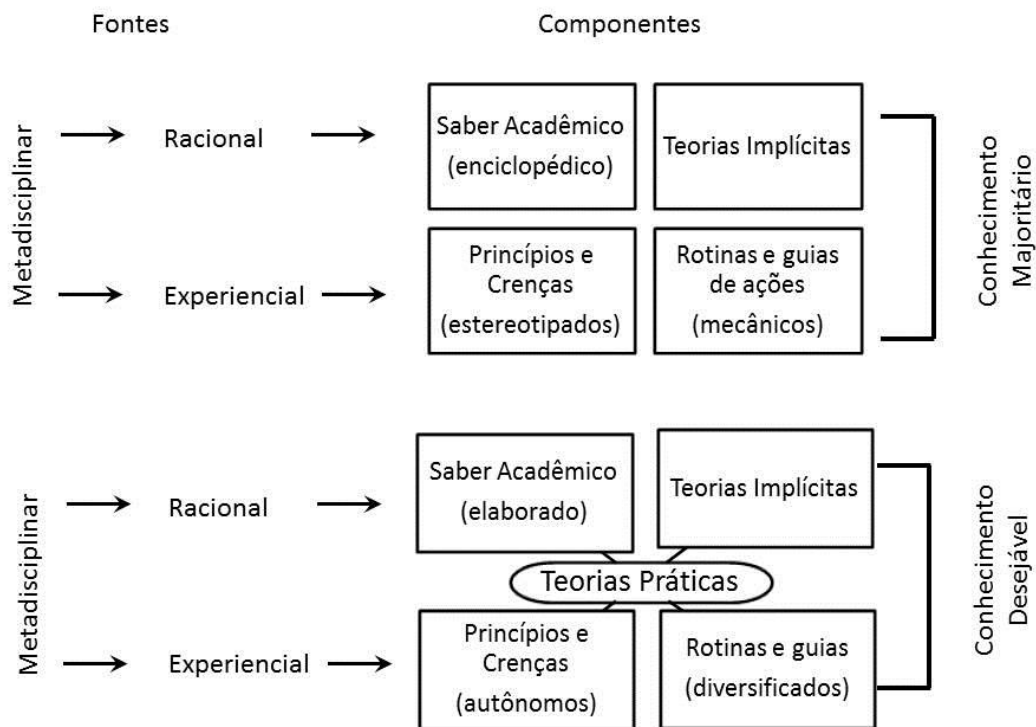 Fontes
Componentes
Metadisciplinar
Racional
Saber Acadêmico
(enciclopédico)
Teorias Implícitas
Experiencial
Princípios e
Crenças
(estereotipados)
Rotinas e guias
de ações
(mecânicos)
Conhecimento
Majoritário
Metadisciplinar
Racional
Saber Acadêmico
(elaborado)
Teorias Implícitas
Teorias Práticas
Experiencial
Princípios e
Crenças
(autônomos)
Rotinas e guias
(diversificados)
Conhecimento
Desejável